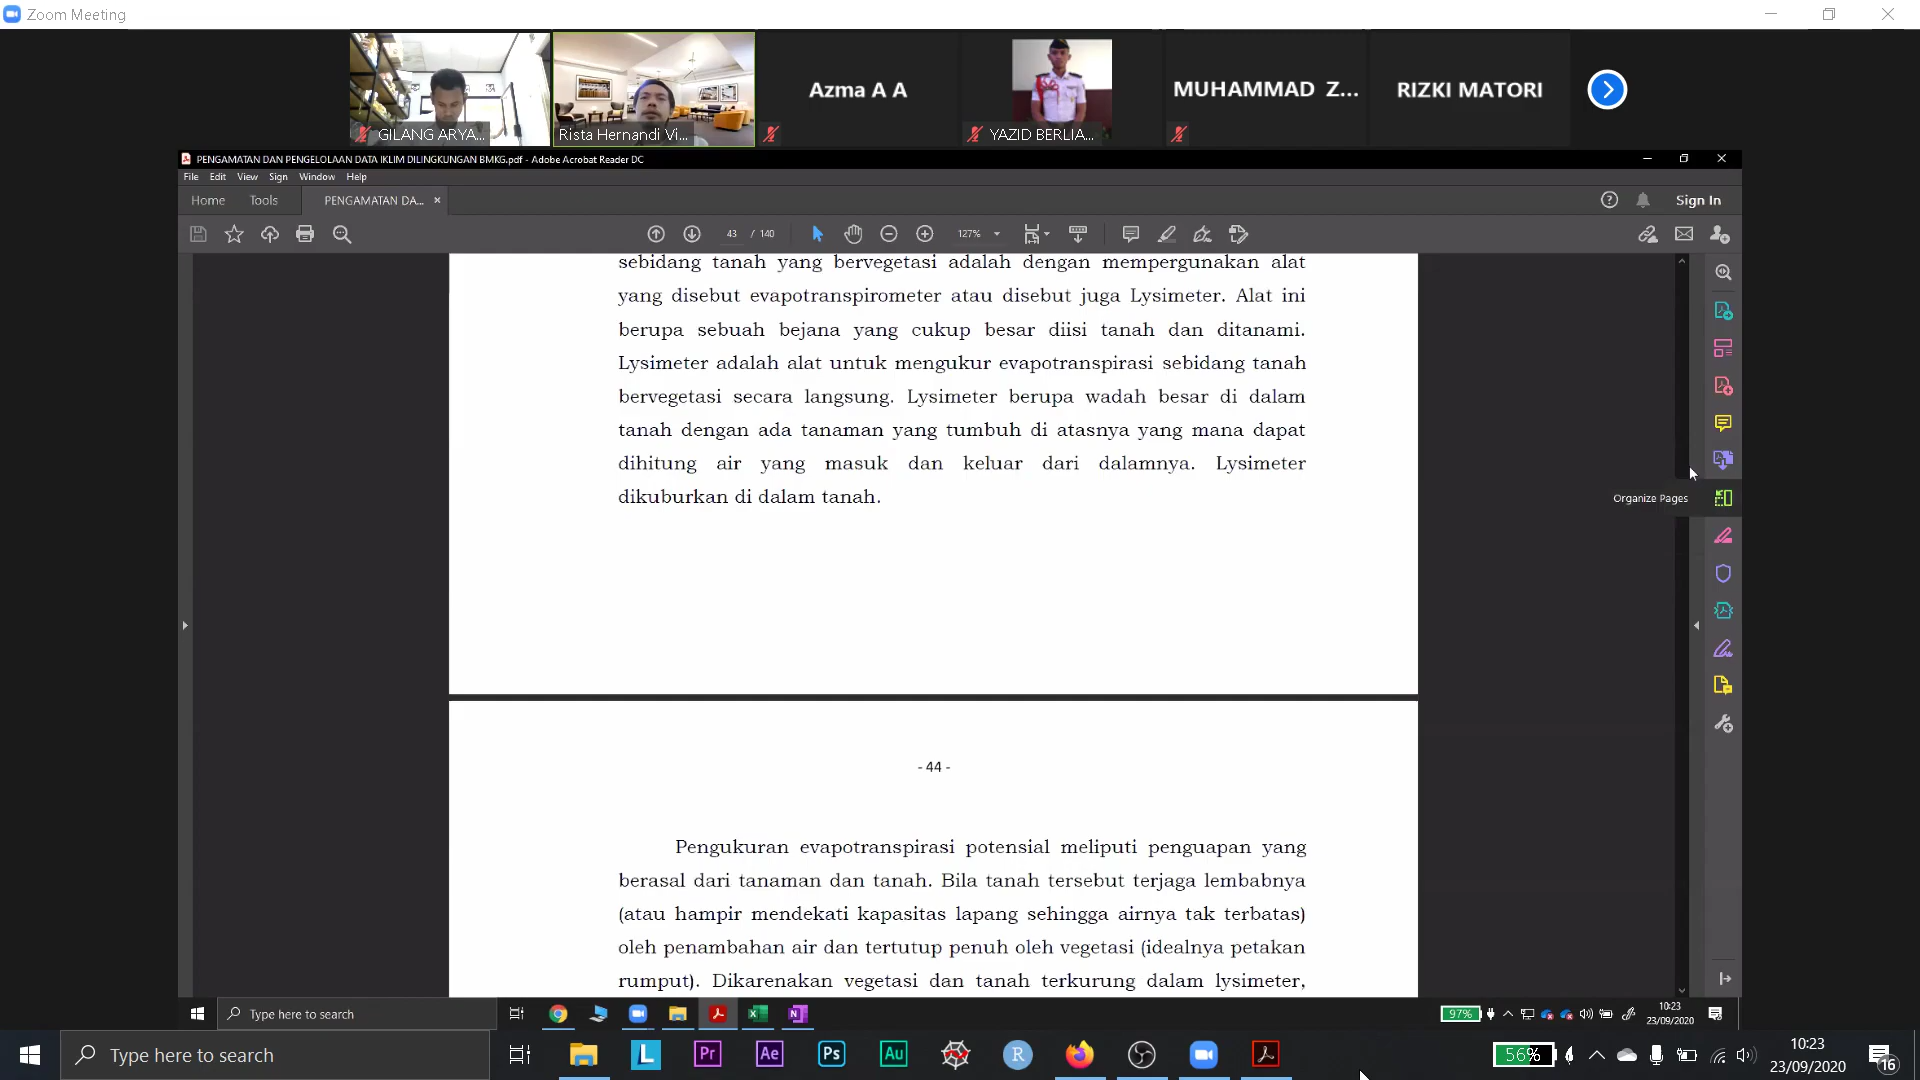 Zoom Meeting
GILANG ARYA...
Rista Hernandi Vi...
Azma A A
YAZID BERLIA...
MUHAMMAD Z...
RIZKI MATORI
PENGAMATAN DAN PENGELOLAAN DATA IKLIM DILINGKUNGAN BMKG.pdf - Adobe Acrobat Reader DC
File Edit View Sign Window Help
Home Tools PENGAMATAN DA... Sign In
43 / 140 127%
sebidang tanah yang bervegetasi adalah dengan mempergunakan alat
yang disebut evapotranspirometer atau disebut juga Lysimeter. Alat ini
berupa sebuah bejana yang cukup besar diisi tanah dan ditanami.
Lysimeter adalah alat untuk mengukur evapotranspirasi sebidang tanah
bervegetasi secara langsung. Lysimeter berupa wadah besar di dalam
tanah dengan ada tanaman yang tumbuh di atasnya yang mana dapat
dihitung air yang masuk dan keluar dari dalamnya. Lysimeter
dikuburkan di dalam tanah.
Organize Pages
- 44 -
Pengukuran evapotranspirasi potensial meliputi penguapan yang
berasal dari tanaman dan tanah. Bila tanah tersebut terjaga lembabnya
(atau hampir mendekati kapasitas lapang sehingga airnya tak terbatas)
oleh penambahan air dan tertutup penuh oleh vegetasi (idealnya petakan
rumput). Dikarenakan vegetasi dan tanah terkurung dalam lysimeter,
Type here to search
97%
10:23
23/09/2020
Type here to search
L Pr Ae Ps Au R
56%
10:23
23/09/2020
16